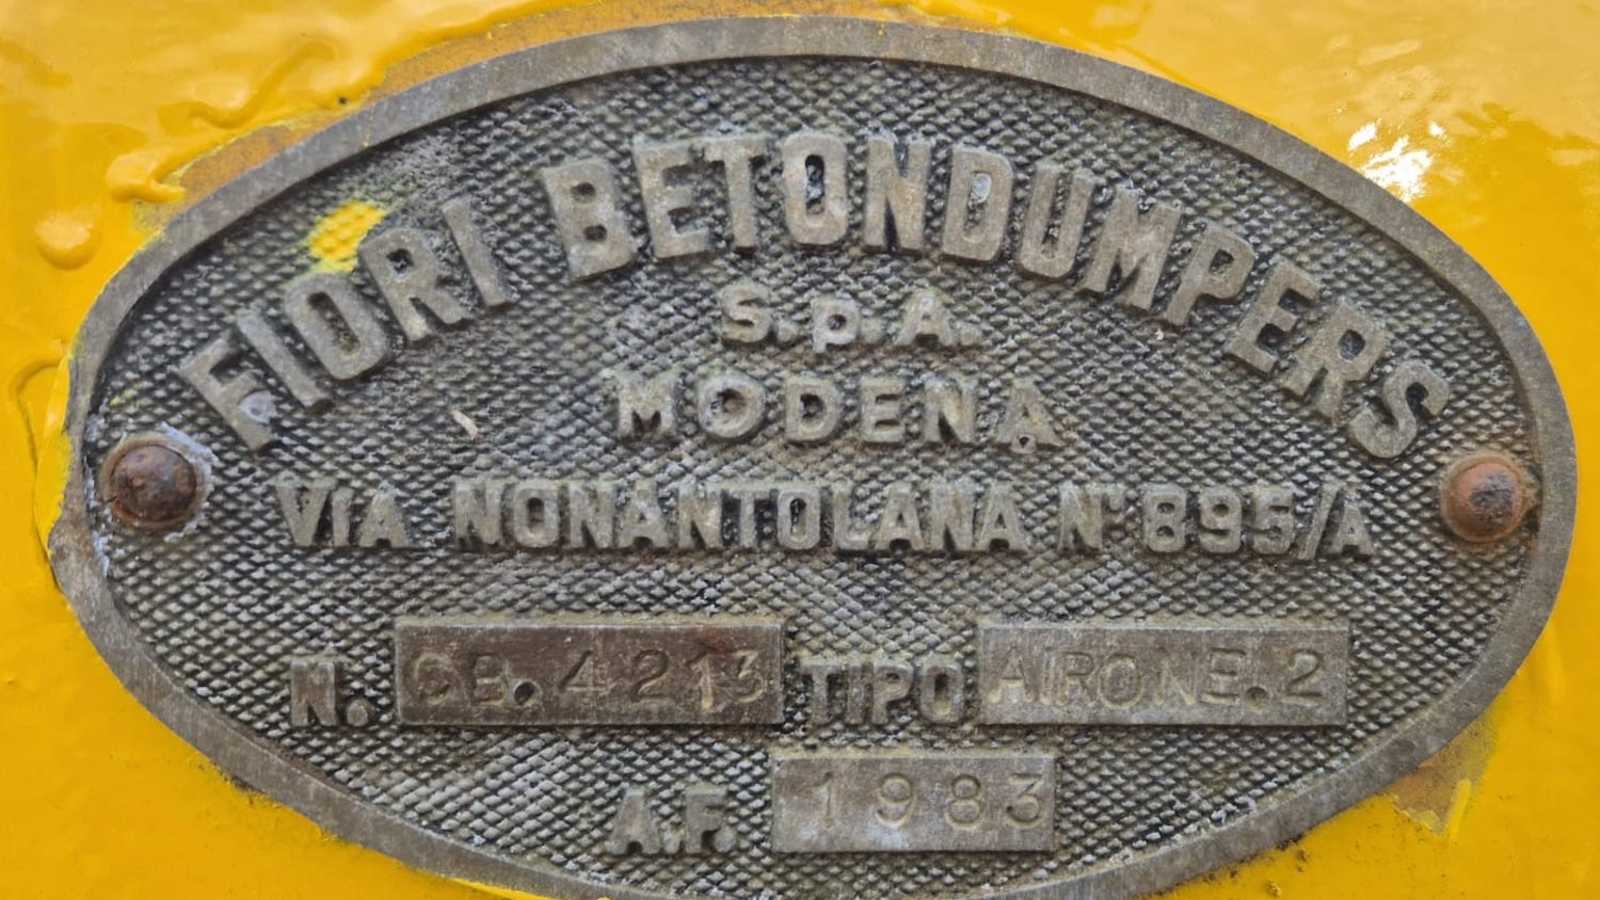 FIORI BETONDUMPERS
S.p.A.
MODENA
VIA NONANTOLANA N° 895/A
N. CB.4213 TIPO AIRONE.2
A.F. 1983